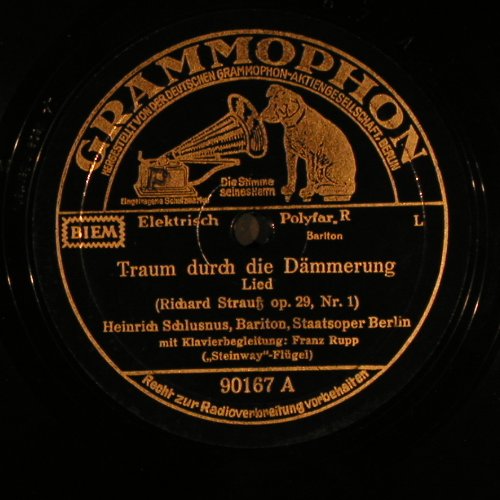 GRAMMOPHON
HERGESTELLT VON DER DEUTSCHEN GRAMMOPHON-AKTIENGESELLSCHAFT, BERLIN
Die Stimme
seines Herrn
Eingetragene Schutzmarke
BIEM Elektrisch Polyfar, R L
Bariton
Traum durch die Dämmerung
Lied
(Richard Strauß op. 29, Nr. 1)
Heinrich Schlusnus, Bariton, Staatsoper Berlin
mit Klavierbegleitung: Franz Rupp
(„Steinway"-Flügel)
90167 A
Recht zur Radioverbreitung vorbehalten